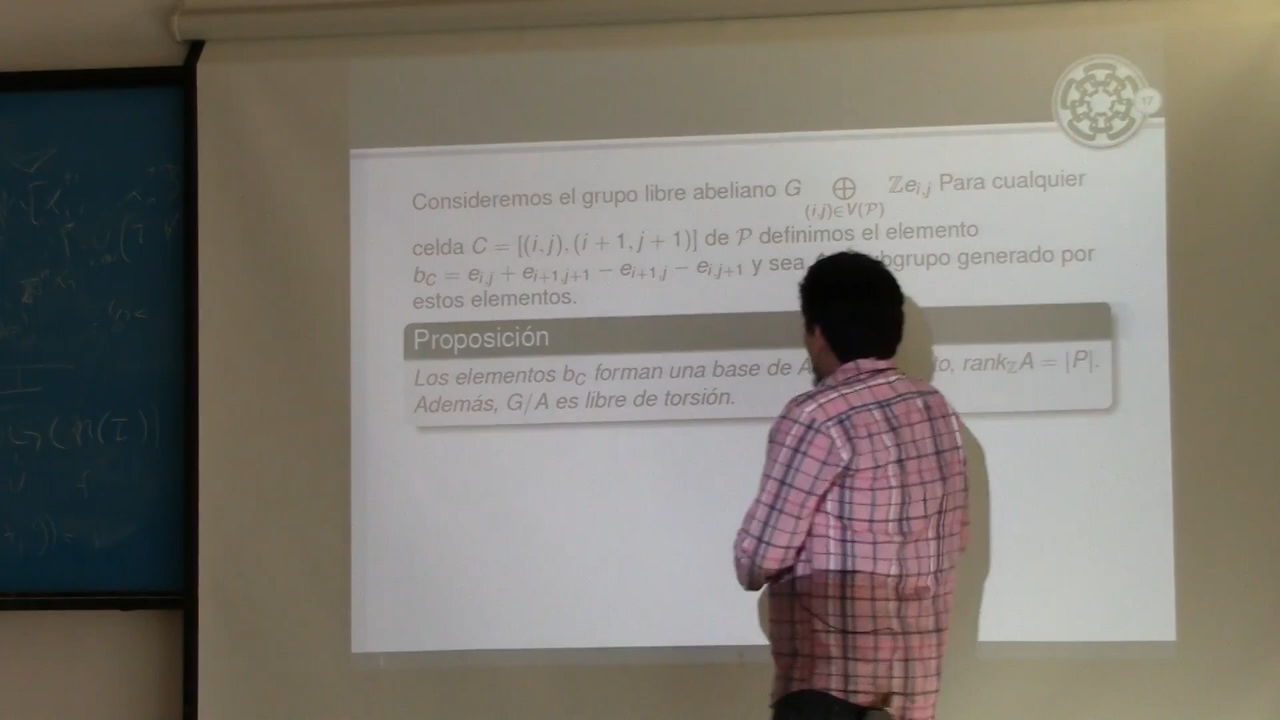 17
Consideremos el grupo libre abeliano G ⊕ ℤe_{i,j} Para cualquier
(i,j)∈V(𝒫)
celda C = [(i, j), (i + 1, j + 1)] de 𝒫 definimos el elemento
b_C = e_{i,j} + e_{i+1,j+1} − e_{i+1,j} − e_{i,j+1} y sea generado por
estos elementos.
Proposición
Los elementos b_C forman una base de A rank_ℤ A = |P|.
Además, G/A es libre de torsión.